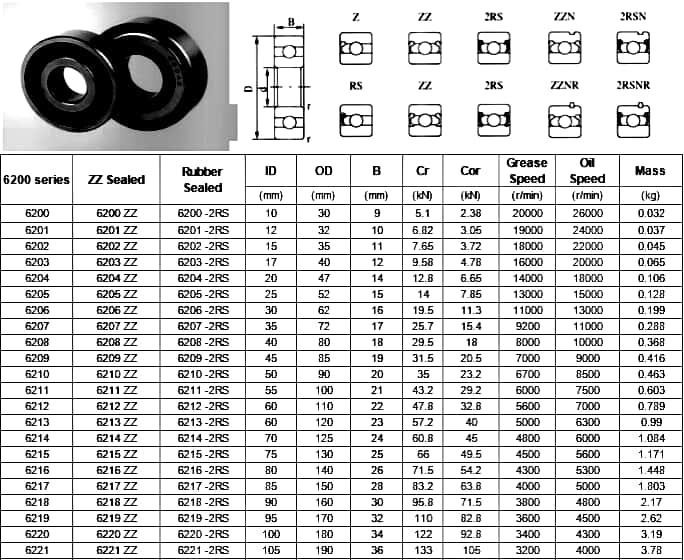 B Z ZZ 2RS ZZN 2RSN
D d r
RS ZZ 2RS ZZNR 2RSNR
r
6200 series ZZ Sealed Rubber Sealed ID OD B Cr Cor Grease Speed Oil Speed Mass
(mm) (mm) (mm) (kN) (kN) (r/min) (r/min) (kg)
6200 6200 ZZ 6200 -2RS 10 30 9 5.1 2.38 20000 26000 0.032
6201 6201 ZZ 6201 -2RS 12 32 10 6.82 3.05 19000 24000 0.037
6202 6202 ZZ 6202 -2RS 15 35 11 7.65 3.72 18000 22000 0.045
6203 6203 ZZ 6203 -2RS 17 40 12 9.58 4.78 16000 20000 0.065
6204 6204 ZZ 6204 -2RS 20 47 14 12.8 6.65 14000 18000 0.106
6205 6205 ZZ 6205 -2RS 25 52 15 14 7.85 13000 15000 0.128
6206 6206 ZZ 6206 -2RS 30 62 16 19.5 11.3 11000 13000 0.199
6207 6207 ZZ 6207 -2RS 35 72 17 25.7 15.4 9200 11000 0.288
6208 6208 ZZ 6208 -2RS 40 80 18 29.5 18 8000 10000 0.368
6209 6209 ZZ 6209 -2RS 45 85 19 31.5 20.5 7000 9000 0.416
6210 6210 ZZ 6210 -2RS 50 90 20 35 23.2 6700 8500 0.463
6211 6211 ZZ 6211 -2RS 55 100 21 43.2 29.2 6000 7500 0.603
6212 6212 ZZ 6212 -2RS 60 110 22 47.8 32.8 5600 7000 0.789
6213 6213 ZZ 6213 -2RS 60 120 23 57.2 40 5000 6300 0.99
6214 6214 ZZ 6214 -2RS 70 125 24 60.8 45 4800 6000 1.084
6215 6215 ZZ 6215 -2RS 75 130 25 66 49.5 4500 5600 1.171
6216 6216 ZZ 6216 -2RS 80 140 26 71.5 54.2 4300 5300 1.448
6217 6217 ZZ 6217 -2RS 85 150 28 83.2 63.8 4000 5000 1.803
6218 6218 ZZ 6218 -2RS 90 160 30 95.8 71.5 3800 4800 2.17
6219 6219 ZZ 6219 -2RS 95 170 32 110 82.8 3600 4500 2.62
6220 6220 ZZ 6220 -2RS 100 180 34 122 92.8 3400 4300 3.19
6221 6221 ZZ 6221 -2RS 105 190 36 133 105 3200 4000 3.78